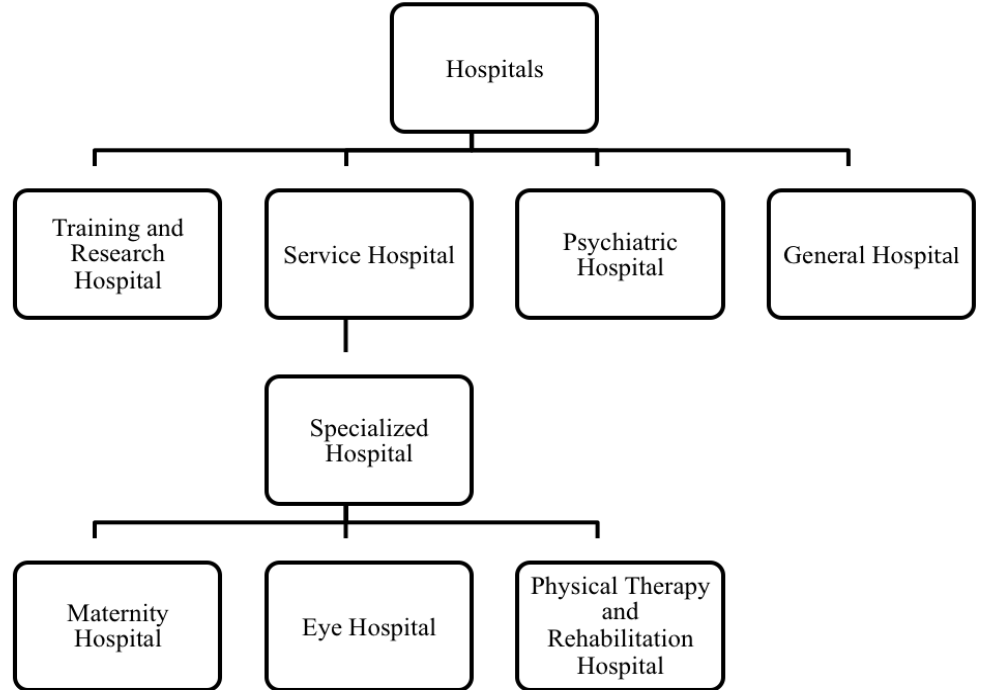 Hospitals
Training and
Research
Hospital
Service Hospital
Psychiatric
Hospital
General Hospital
Specialized
Hospital
Maternity
Hospital
Eye Hospital
Physical Therapy
and
Rehabilitation
Hospital